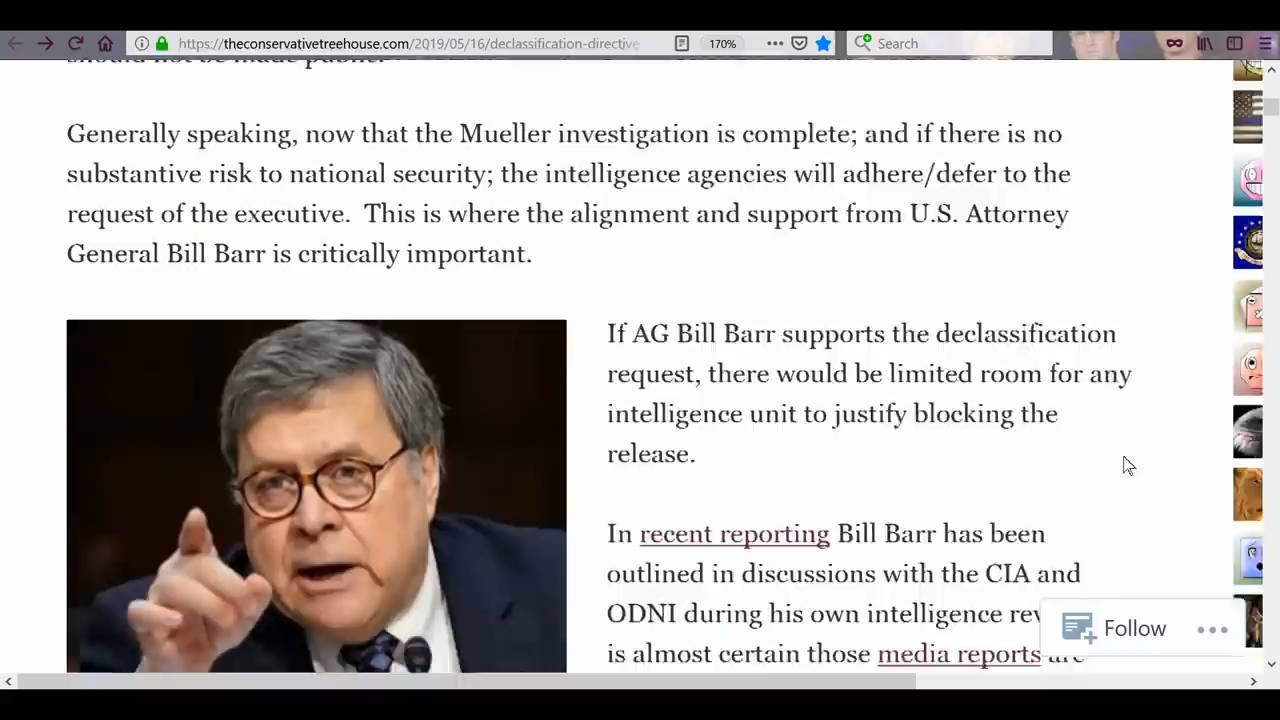 https://theconservativetreehouse.com/2019/05/16/declassification-directive
170%
Search
should not be made public.
Generally speaking, now that the Mueller investigation is complete; and if there is no
substantive risk to national security; the intelligence agencies will adhere/defer to the
request of the executive. This is where the alignment and support from U.S. Attorney
General Bill Barr is critically important.
If AG Bill Barr supports the declassification
request, there would be limited room for any
intelligence unit to justify blocking the
release.
In recent reporting Bill Barr has been
outlined in discussions with the CIA and
ODNI during his own intelligence rev
is almost certain those media reports are
Follow